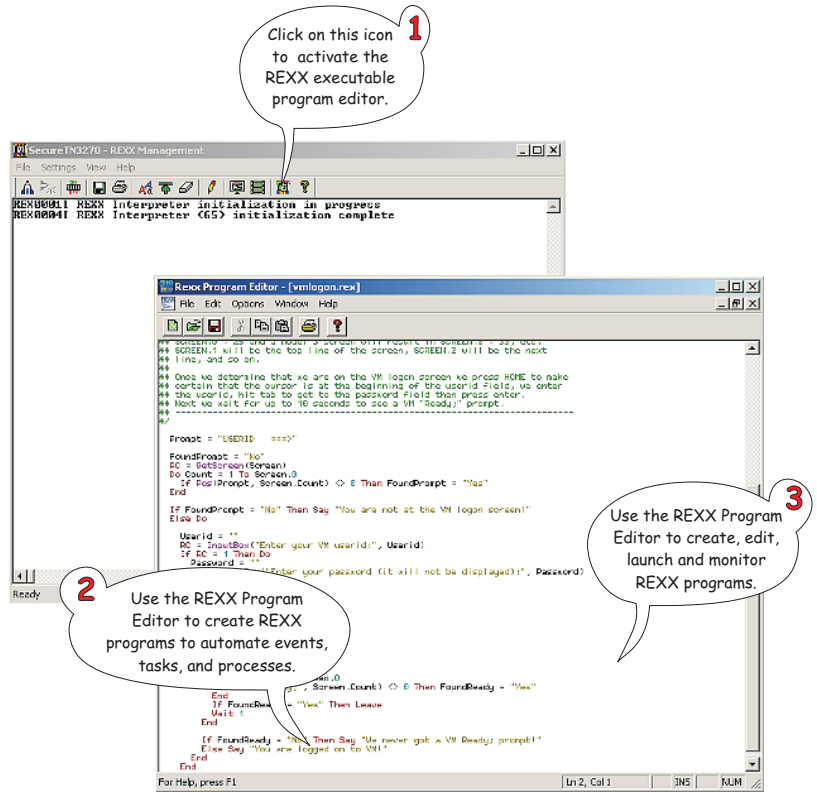 Click on this icon
to activate the
REXX executable
program editor.
1
SecureTN3270 - REXX Management
File Settings View Help
REX0001I REXX Interpreter initialization in progress
REX0004I REXX Interpreter (65) initialization complete
Rexx Program Editor - [vmlogon.rex]
File Edit Options Window Help
** SCREEN.1 will be the top line of the screen, SCREEN.2 will be the next
** line, and so on.
**
** Once we determine that we are on the VM logon screen we press HOME to make
** certain that the cursor is at the beginning of the userid field, we enter
** the userid, hit tab to get to the password field then press enter.
** Next we wait for up to 10 seconds to see a VM "Ready;" prompt.
** ----------------------------------------------------------------------
*/
Prompt = "USERID   ===>"
FoundPrompt = "No"
RC = GetScreen(Screen)
Do Count = 1 To Screen.0
If Pos(Prompt, Screen.Count) <> 0 Then FoundPrompt = "Yes"
End
If FoundPrompt = "No" Then Say "You are not at the VM logon screen!"
Else Do
Userid = ""
RC = InputBox("Enter your VM userid:", Userid)
If RC = 1 Then Do
Password = ""
"Enter your password (it will not be displayed):", Password)
3
Use the REXX Program
Editor to create, edit,
launch and monitor
REXX programs.
Ready
2
Use the REXX Program
Editor to create REXX
programs to automate events,
tasks, and processes.
.0
, Screen.Count) <> 0 Then FoundReady = "Yes"
End
If FoundRea = "Yes" Then Leave
Wait 1
End
If FoundReady = "No" Then Say "We never got a VM Ready; prompt!"
Else Say "You are logged on to VM!"
End
End
For Help, press F1
Ln 2, Col 1
INS
NUM